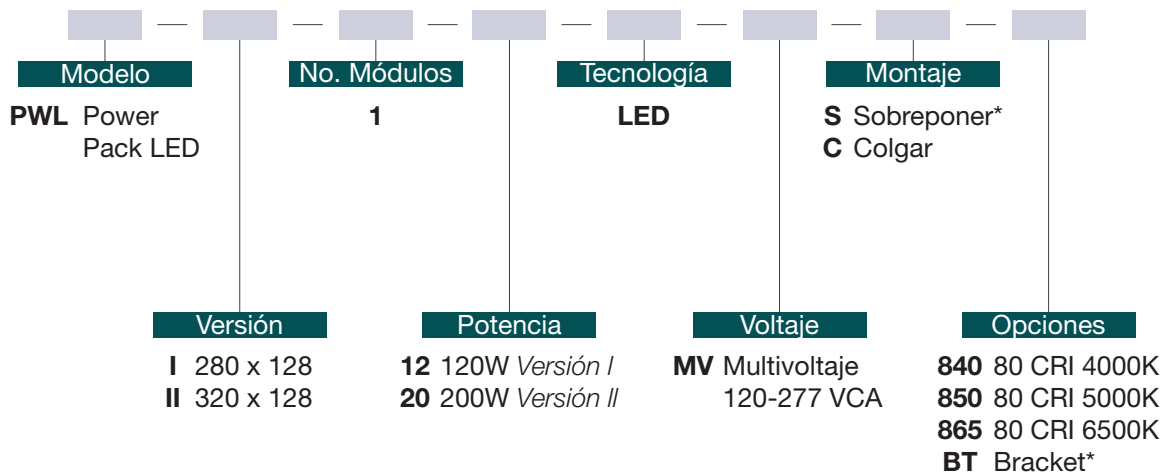 Modelo
No. Módulos
Tecnología
Montaje
PWL Power
Pack LED
1
LED
S Sobreponer*
C Colgar
Versión
Potencia
Voltaje
Opciones
I 280 x 128
II 320 x 128
12 120W Versión I
20 200W Versión II
MV Multivoltaje
120-277 VCA
840 80 CRI 4000K
850 80 CRI 5000K
865 80 CRI 6500K
BT Bracket*